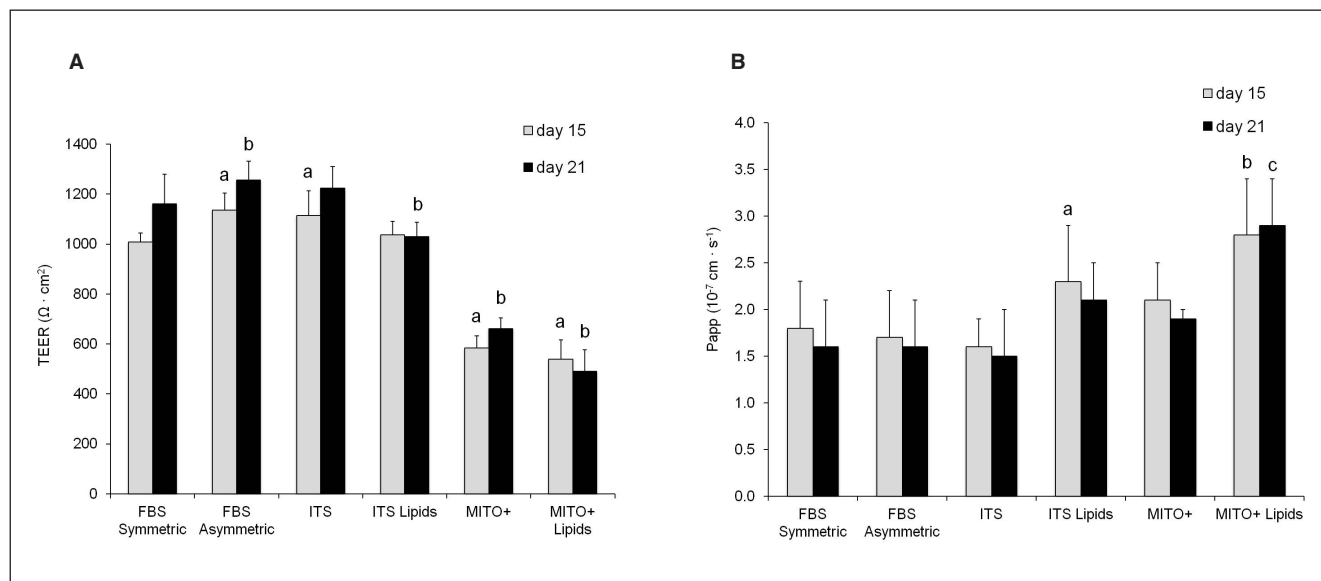 A
day 15
day 21
1400
1200
1000
800
600
400
200
0
TEER (Ω · cm²)
a
b
a
b
a
b
a
b
FBS Symmetric
FBS Asymmetric
ITS
ITS Lipids
MITO+
MITO+ Lipids
B
day 15
day 21
4.0
3.5
3.0
2.5
2.0
1.5
1.0
0.5
0.0
Papp (10⁻⁷ cm · s⁻¹)
a
b
c
FBS Symmetric
FBS Asymmetric
ITS
ITS Lipids
MITO+
MITO+ Lipids